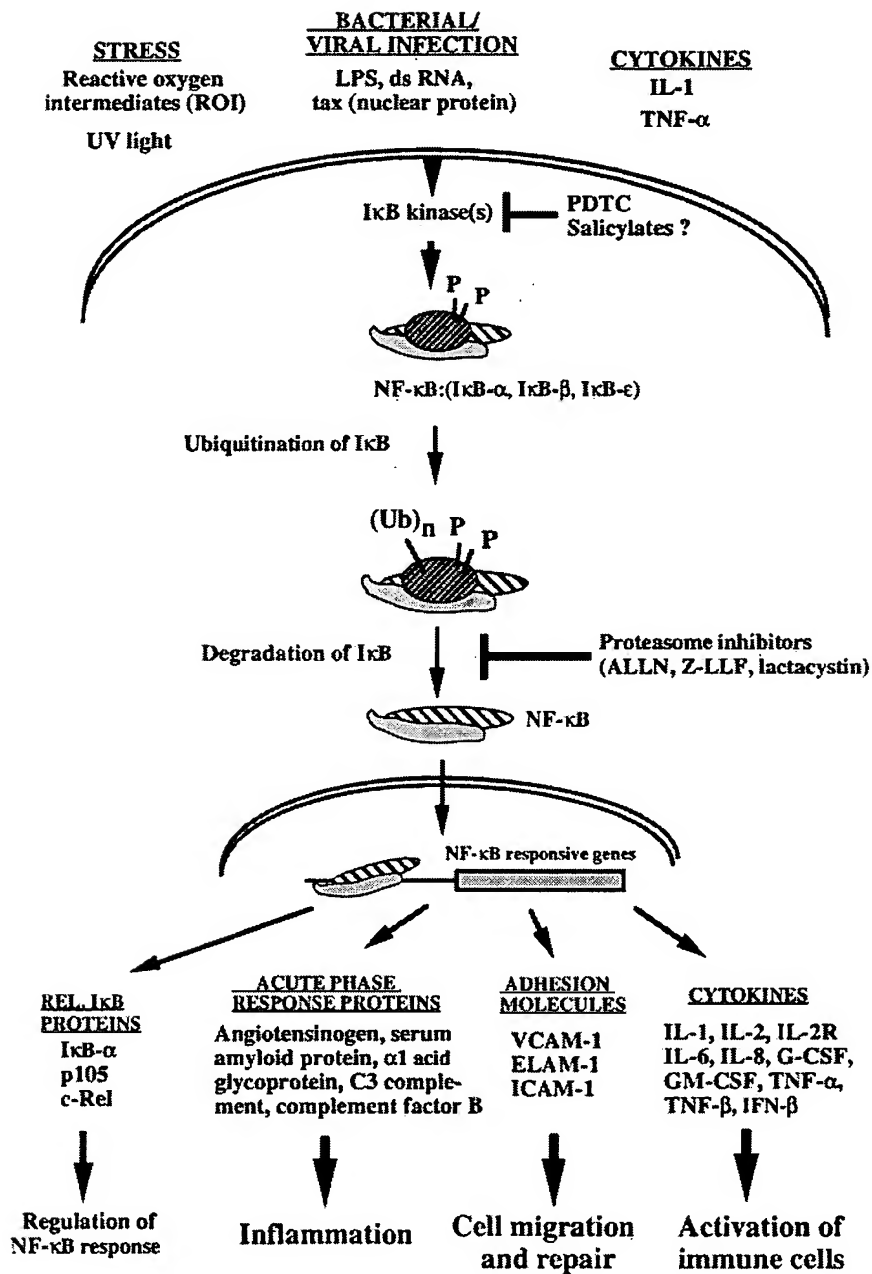 STRESS
Reactive oxygen
intermediates (ROI)
UV light
BACTERIAL/
VIRAL INFECTION
LPS, ds RNA,
tax (nuclear protein)
CYTOKINES
IL-1
TNF-α
IκB kinase(s)
PDTC
Salicylates ?
P P
NF-κB:(IκB-α, IκB-β, IκB-ε)
Ubiquitination of IκB
(Ub)n P P
Degradation of IκB
Proteasome inhibitors
(ALLN, Z-LLF, lactacystin)
NF-κB
NF-κB responsive genes
REL, IκB
PROTEINS
IκB-α
p105
c-Rel
Regulation of
NF-κB response
ACUTE PHASE
RESPONSE PROTEINS
Angiotensinogen, serum
amyloid protein, α1 acid
glycoprotein, C3 comple-
ment, complement factor B
Inflammation
ADHESION
MOLECULES
VCAM-1
ELAM-1
ICAM-1
Cell migration
and repair
CYTOKINES
IL-1, IL-2, IL-2R
IL-6, IL-8, G-CSF,
GM-CSF, TNF-α,
TNF-β, IFN-β
Activation of
immune cells